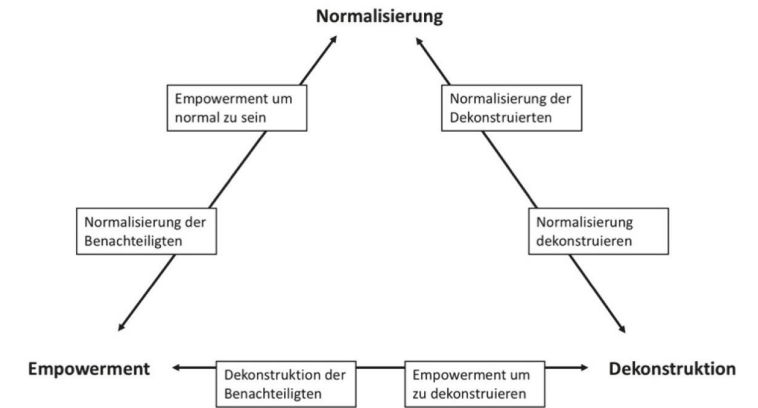 Normalisierung
Empowerment um
normal zu sein
Normalisierung der
Dekonstruierten
Normalisierung der
Benachteiligten
Normalisierung
dekonstruieren
Empowerment
Dekonstruktion der
Benachteiligten
Empowerment um
zu dekonstruieren
Dekonstruktion